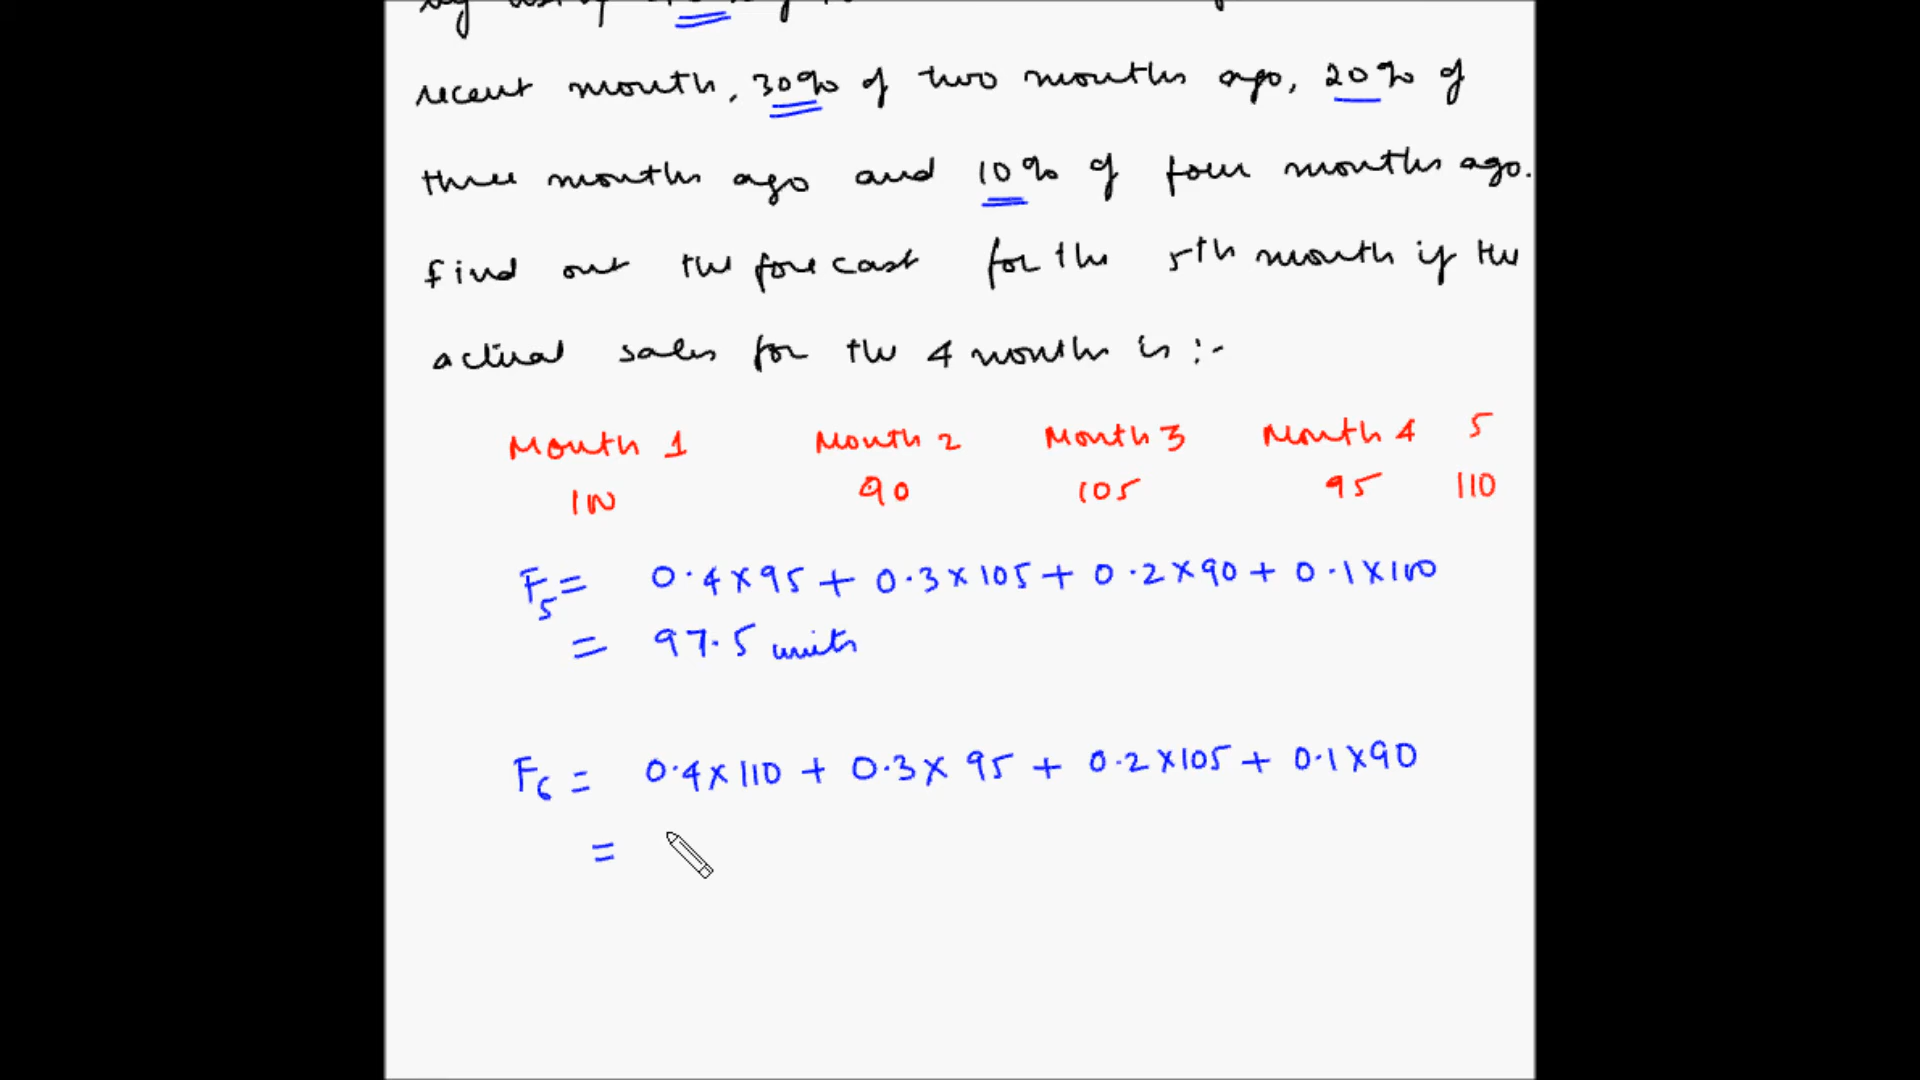 recent month, 30% of two months ago, 20% of
three months ago and 10% of four months ago.
find out the forecast for the 5th month if the
actual sales for the 4 months is :-
Month 1 Month 2 Month 3 Month 4 5
100 90 105 95 110
F5 = 0.4 × 95 + 0.3 × 105 + 0.2 × 90 + 0.1 × 100
= 97.5 units
F6 = 0.4 × 110 + 0.3 × 95 + 0.2 × 105 + 0.1 × 90
=